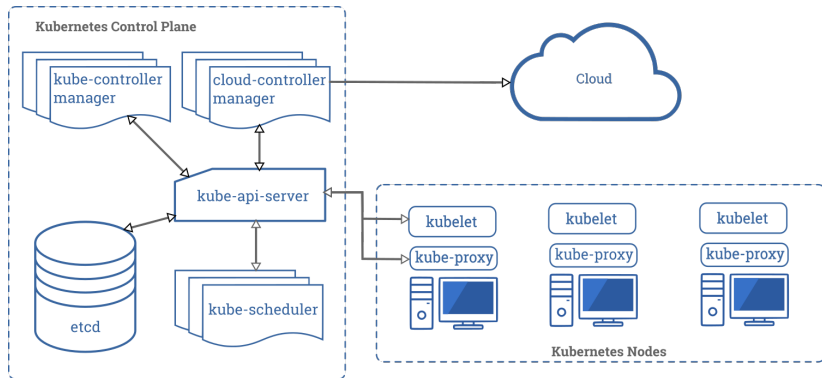 Kubernetes Control Plane
kube-controller
manager
cloud-controller
manager
Cloud
kube-api-server
kubelet
kubelet
kubelet
kube-proxy
kube-proxy
kube-proxy
etcd
kube-scheduler
Kubernetes Nodes